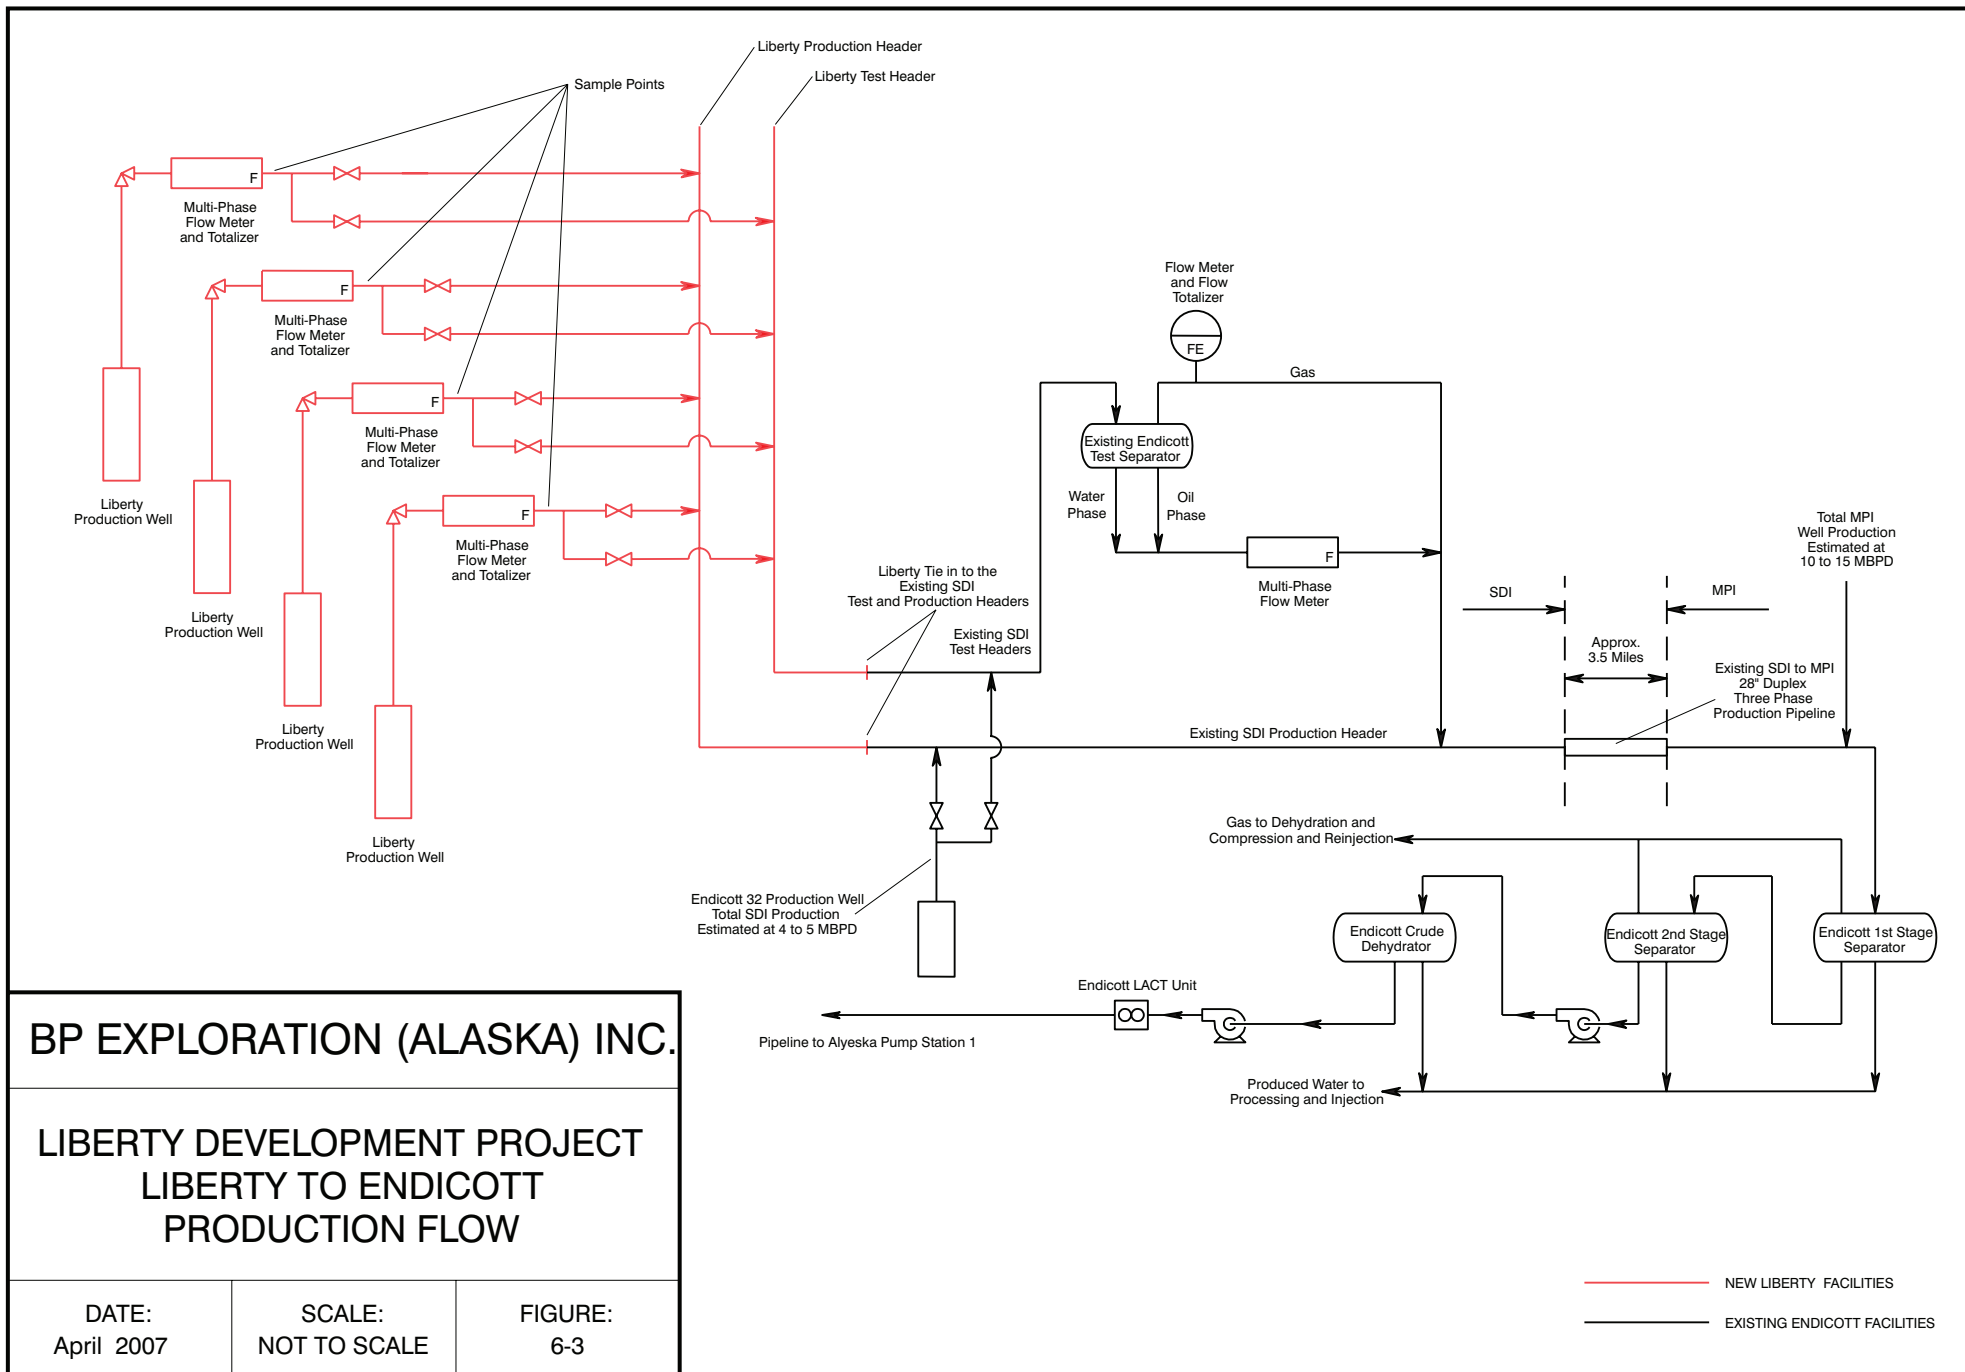 Liberty Production Header
Liberty Test Header
Sample Points
F
Multi-Phase
Flow Meter
and Totalizer
F
Multi-Phase
Flow Meter
and Totalizer
F
Multi-Phase
Flow Meter
and Totalizer
F
Multi-Phase
Flow Meter
and Totalizer
Liberty
Production Well
Liberty
Production Well
Liberty
Production Well
Liberty
Production Well
Flow Meter
and Flow
Totalizer
FE
Gas
Existing Endicott
Test Separator
Water
Phase
Oil
Phase
F
Multi-Phase
Flow Meter
Liberty Tie in to the
Existing SDI
Test and Production Headers
Existing SDI
Test Headers
Total MPI
Well Production
Estimated at
10 to 15 MBPD
SDI
MPI
Approx.
3.5 Miles
Existing SDI to MPI
28" Duplex
Three Phase
Production Pipeline
Existing SDI Production Header
Gas to Dehydration and
Compression and Reinjection
Endicott 32 Production Well
Total SDI Production
Estimated at 4 to 5 MBPD
Endicott Crude
Dehydrator
Endicott 2nd Stage
Separator
Endicott 1st Stage
Separator
Endicott LACT Unit
Pipeline to Alyeska Pump Station 1
C
C
Produced Water to
Processing and Injection
BP EXPLORATION (ALASKA) INC.
LIBERTY DEVELOPMENT PROJECT
LIBERTY TO ENDICOTT
PRODUCTION FLOW
DATE:
April 2007
SCALE:
NOT TO SCALE
FIGURE:
6-3
NEW LIBERTY FACILITIES
EXISTING ENDICOTT FACILITIES